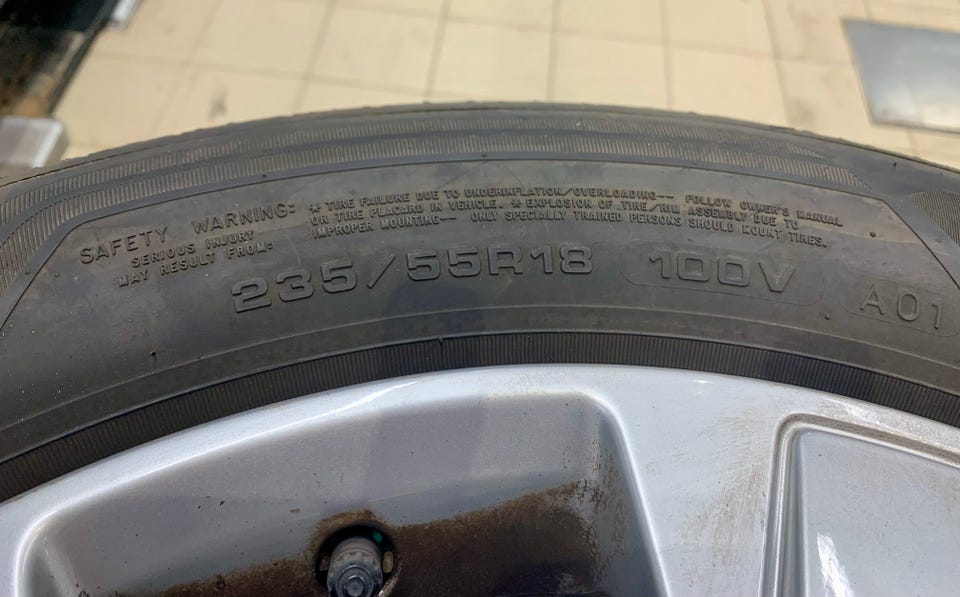 SAFETY WARNING:
SERIOUS INJURY
MAY RESULT FROM:
* TIRE FAILURE DUE TO UNDERINFLATION/OVERLOADING-- FOLLOW OWNER'S MANUAL
OR TIRE PLACARD IN VEHICLE. * EXPLOSION OF TIRE/RIM ASSEMBLY DUE TO
IMPROPER MOUNTING-- ONLY SPECIALLY TRAINED PERSONS SHOULD MOUNT TIRES.
235/55R18 100V A01